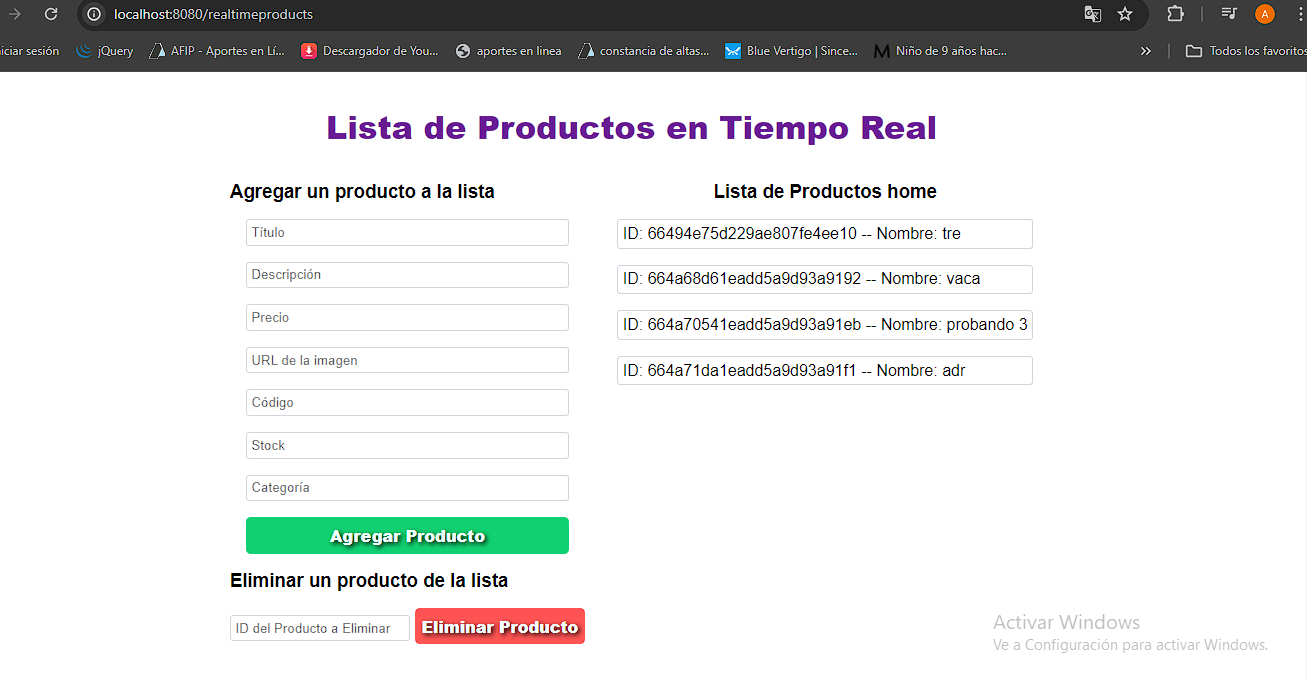 localhost:8080/realtimeproducts
A
niciar sesión
jQuery
AFIP - Aportes en Lí...
Descargador de You...
aportes en linea
constancia de altas...
Blue Vertigo | Since...
M
Niño de 9 años hac...
»
Todos los favoritos
Lista de Productos en Tiempo Real
Agregar un producto a la lista
Título
Descripción
Precio
URL de la imagen
Código
Stock
Categoría
Agregar Producto
Eliminar un producto de la lista
ID del Producto a Eliminar
Eliminar Producto
Lista de Productos home
ID: 66494e75d229ae807fe4ee10 -- Nombre: tre
ID: 664a68d61eadd5a9d93a9192 -- Nombre: vaca
ID: 664a70541eadd5a9d93a91eb -- Nombre: probando 3
ID: 664a71da1eadd5a9d93a91f1 -- Nombre: adr
Activar Windows
Ve a Configuración para activar Windows.